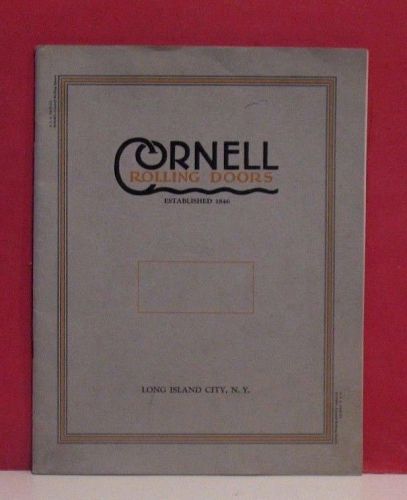 CORNELL
ROLLING DOORS
ESTABLISHED 1846
LONG ISLAND CITY, N. Y.